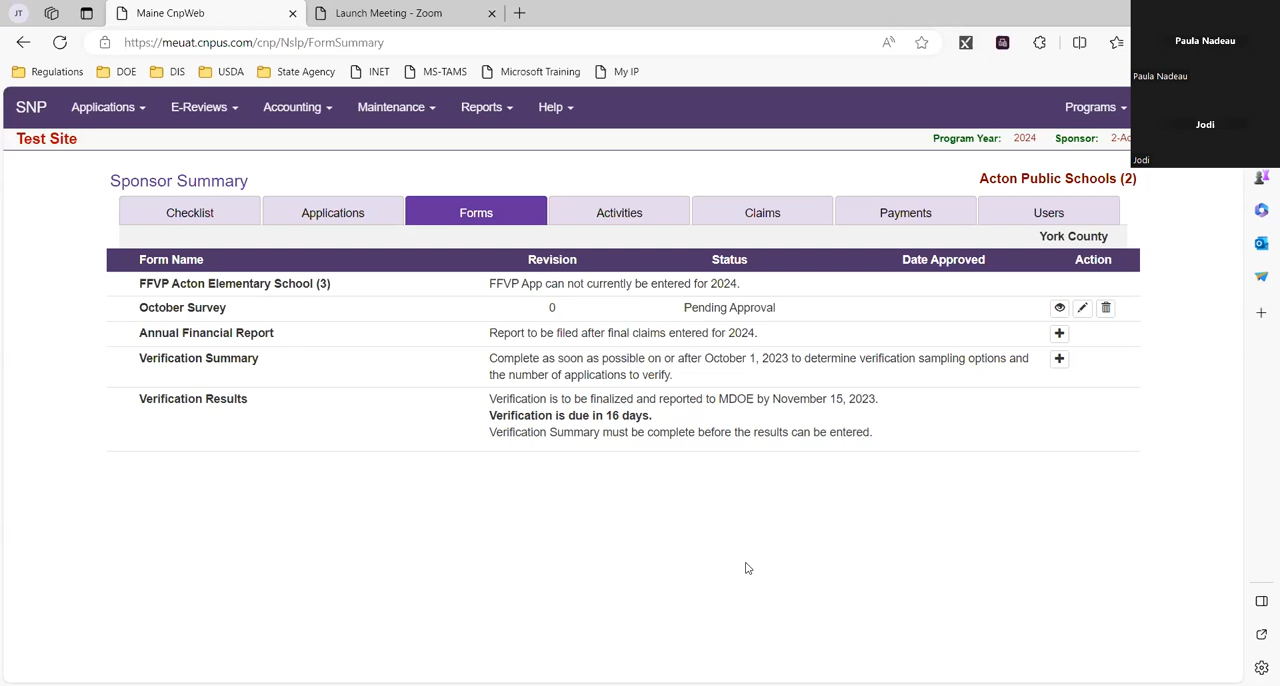 JT
Maine CnpWeb
Launch Meeting - Zoom
https://meuat.cnpus.com/cnp/Nslp/FormSummary
Regulations
DOE
DIS
USDA
State Agency
INET
MS-TAMS
Microsoft Training
My IP
Paula Nadeau
Paula Nadeau
Jodi
Jodi
SNP
Applications
E-Reviews
Accounting
Maintenance
Reports
Help
Programs
Test Site
Program Year: 2024 Sponsor: 2-Ac
Sponsor Summary
Acton Public Schools (2)
Checklist
Applications
Forms
Activities
Claims
Payments
Users
York County
Form Name
Revision
Status
Date Approved
Action
FFVP Acton Elementary School (3)
FFVP App can not currently be entered for 2024.
October Survey
0
Pending Approval
Annual Financial Report
Report to be filed after final claims entered for 2024.
Verification Summary
Complete as soon as possible on or after October 1, 2023 to determine verification sampling options and
the number of applications to verify.
Verification Results
Verification is to be finalized and reported to MDOE by November 15, 2023.
Verification is due in 16 days.
Verification Summary must be complete before the results can be entered.